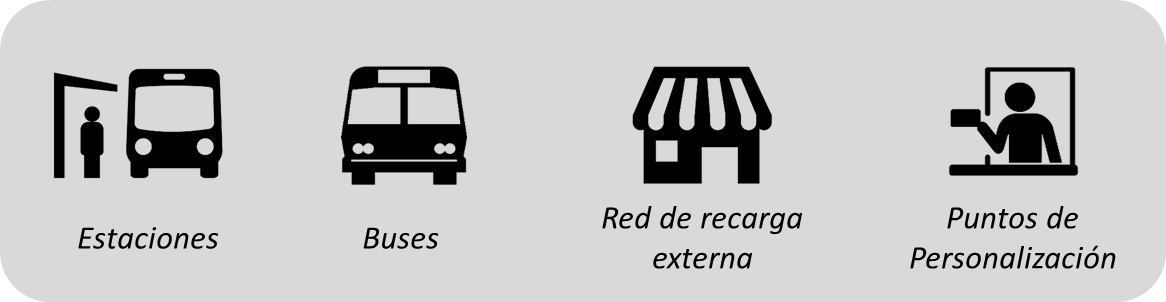 Estaciones
Buses
Red de recarga
externa
Puntos de
Personalización